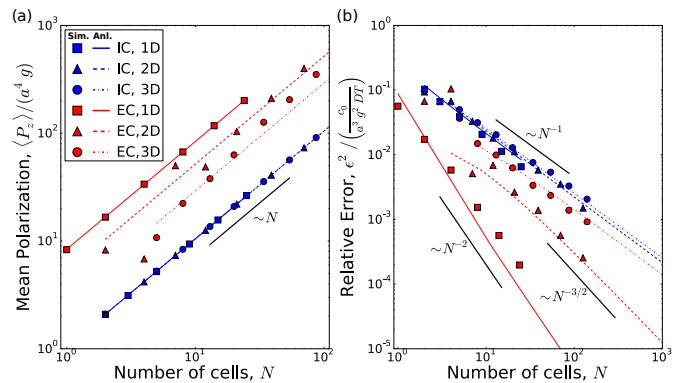 (a)
Mean Polarization, ⟨P_z⟩/(a^4 g)
10^3
10^2
10^1
10^0
Sim. Anl.
IC, 1D
IC, 2D
IC, 3D
EC,1D
EC,2D
EC,3D
~N
10^0 10^1 10^2
Number of cells, N
(b)
Relative Error, ϵ^2/(c_0/(a^3 g^2 DT))
10^0
10^-1
10^-2
10^-3
10^-4
10^-5
~N^-1
~N^-2
~N^-3/2
10^0 10^1 10^2 10^3
Number of cells, N